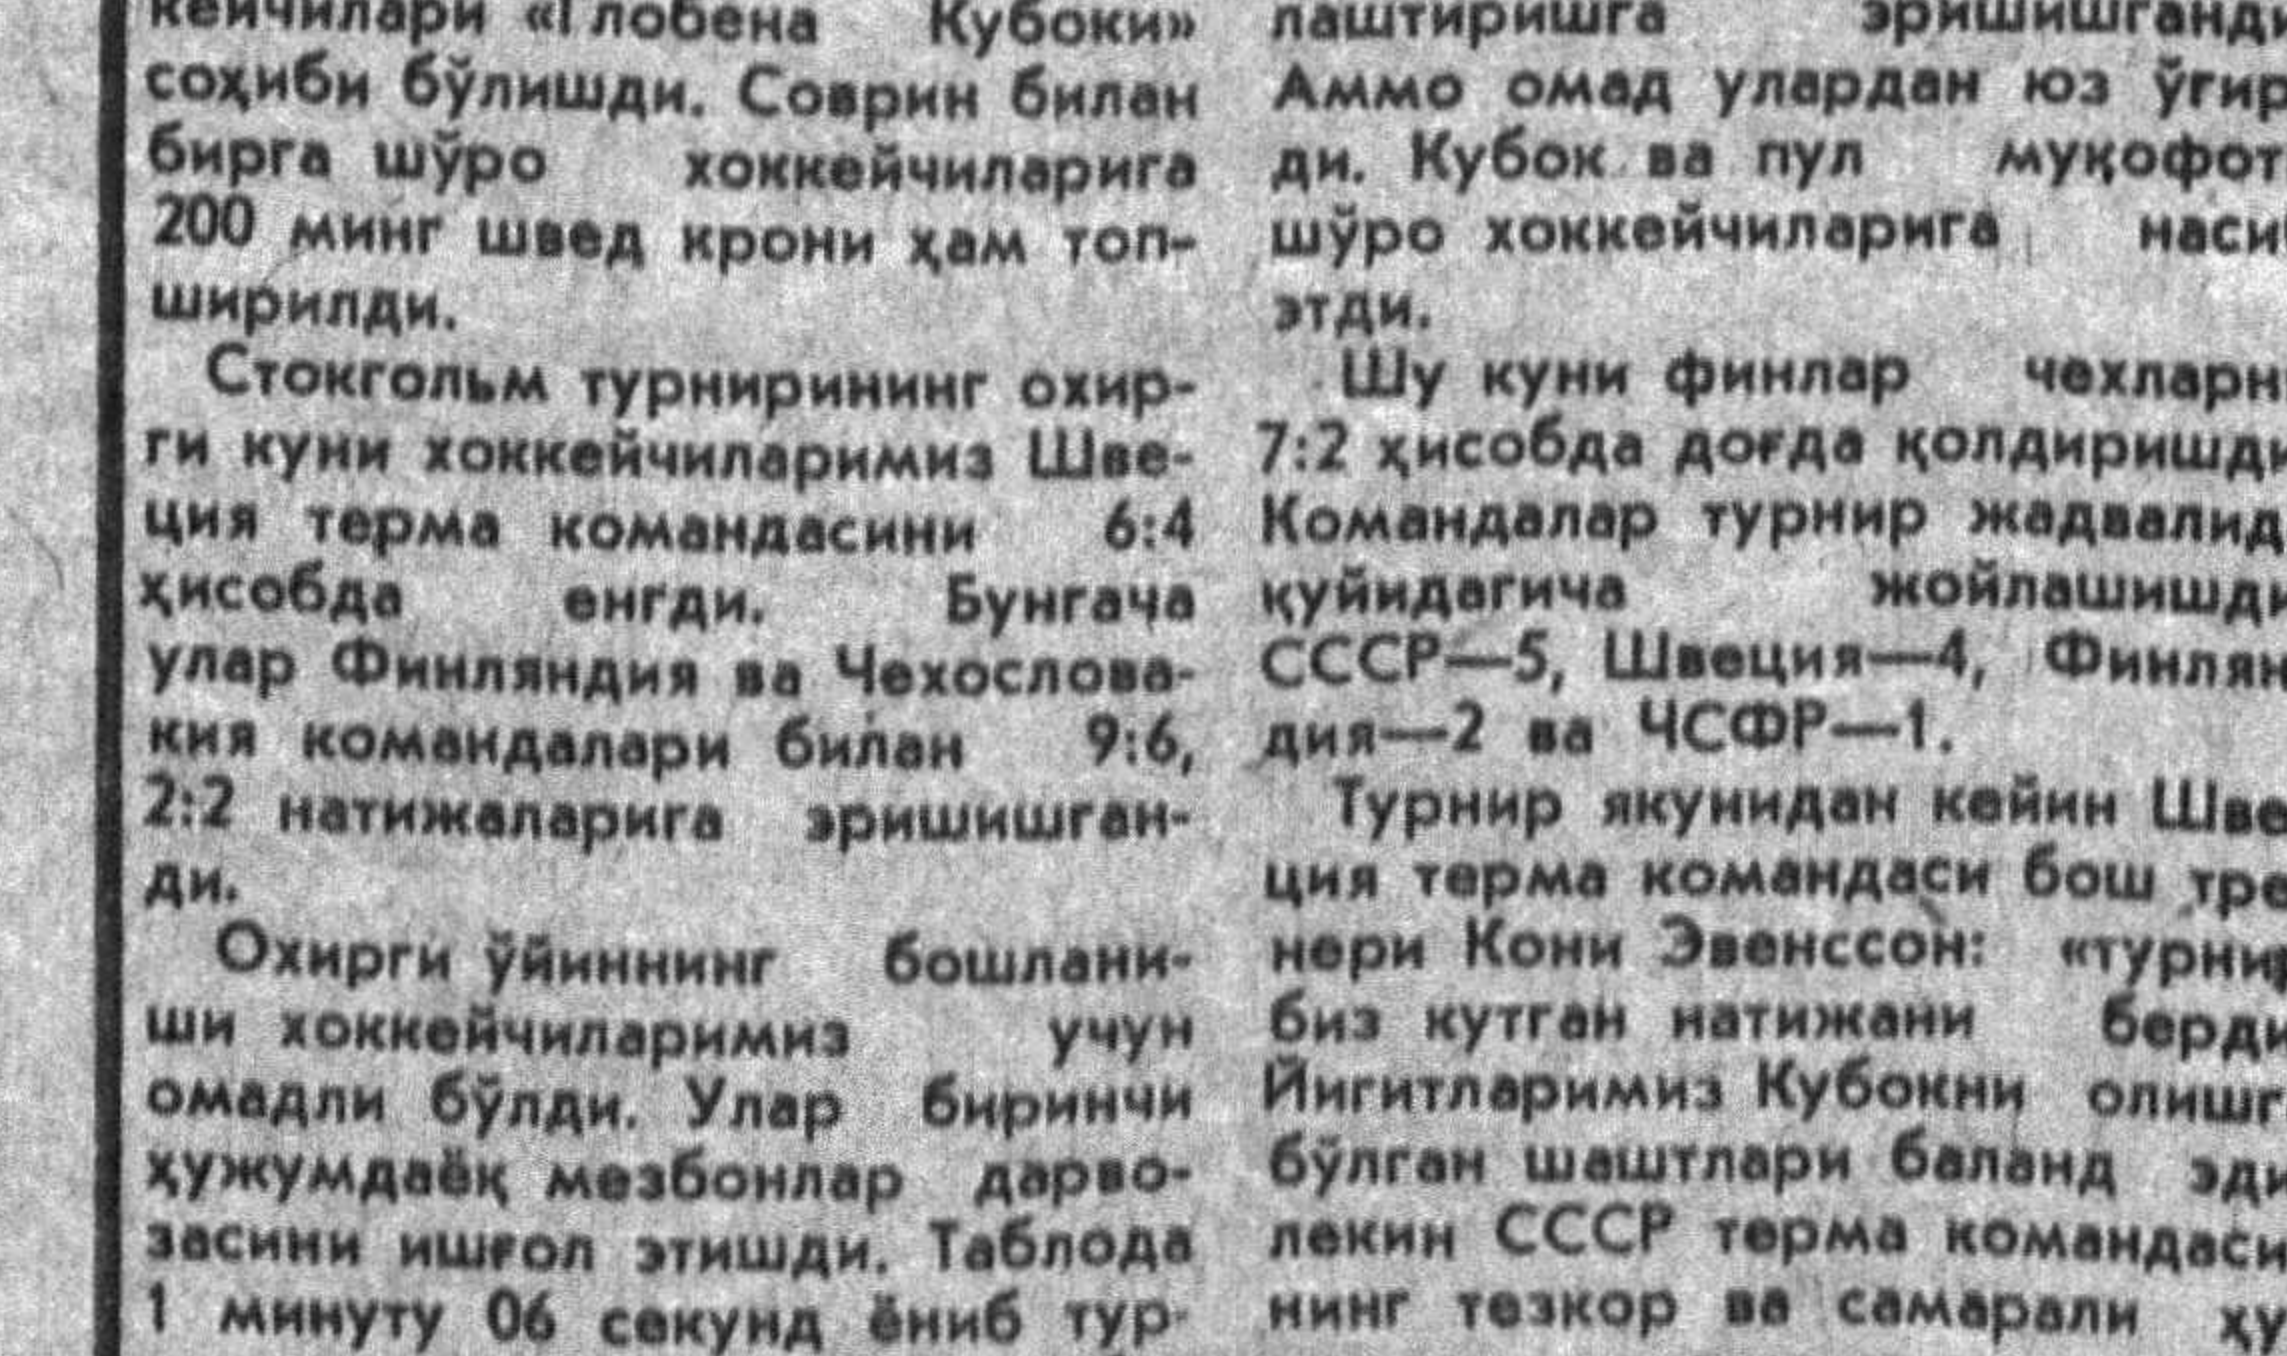 кейчилари «Глобена Кубоки»
соҳиби бўлишди. Соврин билан
бирга шўро хоккейчиларига
200 минг швед крони ҳам топ-
ширилди.
Стокгольм турнирининг охир-
ги куни хоккейчиларимиз Шве-
ция терма командасини 6:4
ҳисобда енгди. Бунгача
улар Финляндия ва Чехослова-
кия командалари билан 9:6,
2:2 натижаларига эришишган-
ди.
Охирги ўйиннинг бошлани-
ши хоккейчиларимиз учун
омадли бўлди. Улар биринчи
ҳужумдаёқ мезбонлар дарво-
засини ишғол этишди. Таблода
1 минуту 06 секунд ёниб тур-
лаштиришга эришишганди
Аммо омад улардан юз ўгир
ди. Кубок ва пул муқофот
шўро хоккейчиларига наси
этди.
Шу куни финлар чехларн
7:2 ҳисобда доғда қолдиришди
Командалар турнир жадвалид
қуйидагича жойлашишди
СССР—5, Швеция—4, Финлян
дия—2 ва ЧСФР—1.
Турнир якунидан кейин Шве
ция терма командаси бош тре
нери Кони Эвенссон: «турнир
биз кутган натижани берди
Йигитларимиз Кубокни олишг
бўлган шаштлари баланд эди
лекин СССР терма командаси
нинг тезкор ва самарали ҳу